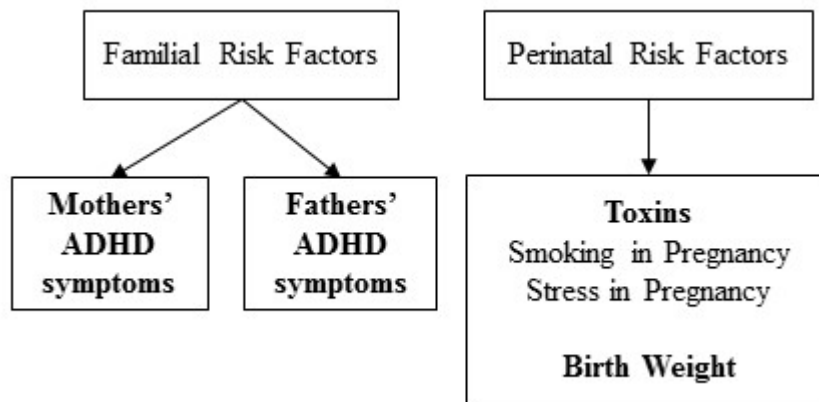 Familial Risk Factors
Perinatal Risk Factors
Mothers'
ADHD
symptoms
Fathers'
ADHD
symptoms
Toxins
Smoking in Pregnancy
Stress in Pregnancy
Birth Weight